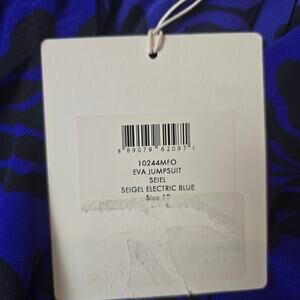 8 89079 62097 1
10244MFO
EVA JUMPSUIT
SEIEL
SEIGEL ELECTRIC BLUE
Size